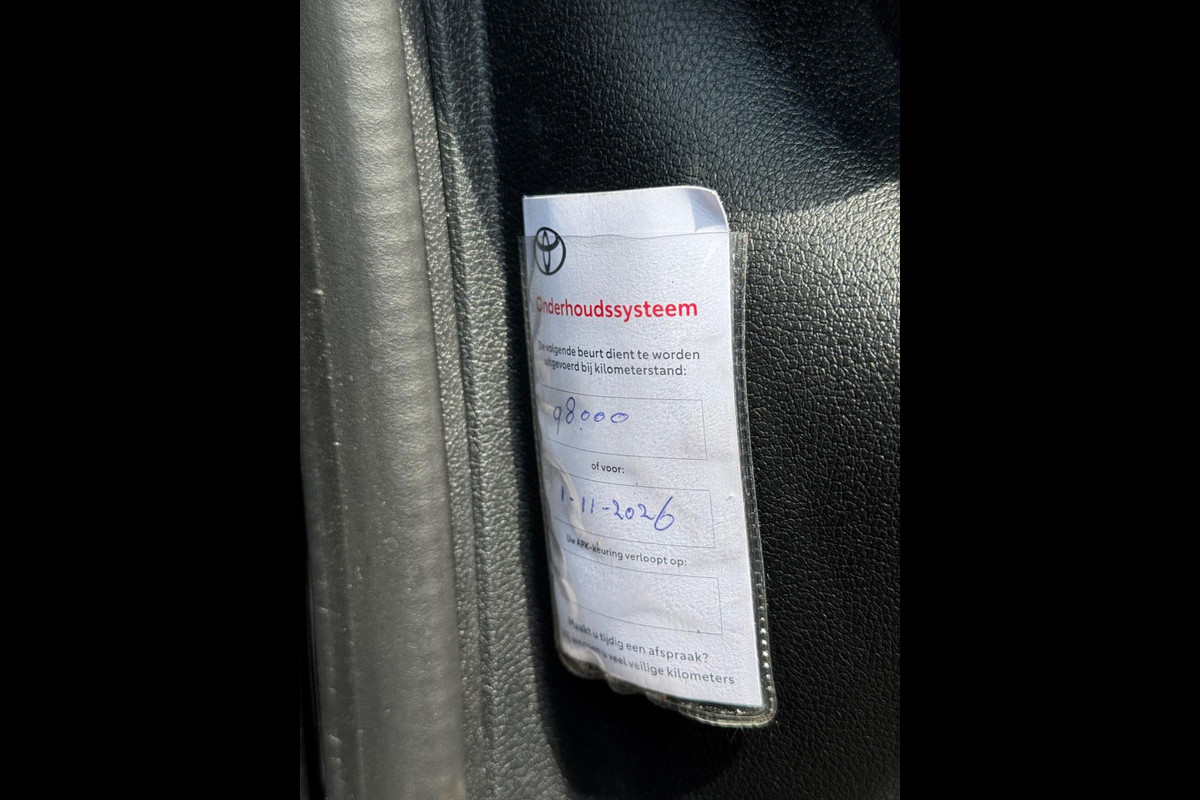 Onderhoudssysteem
De volgende beurt dient te worden
uitgevoerd bij kilometerstand:
98.000
of voor:
1-11-2026
Uw APK-keuring verloopt op:
Maakt u tijdig een afspraak?
u veel veilige kilometers